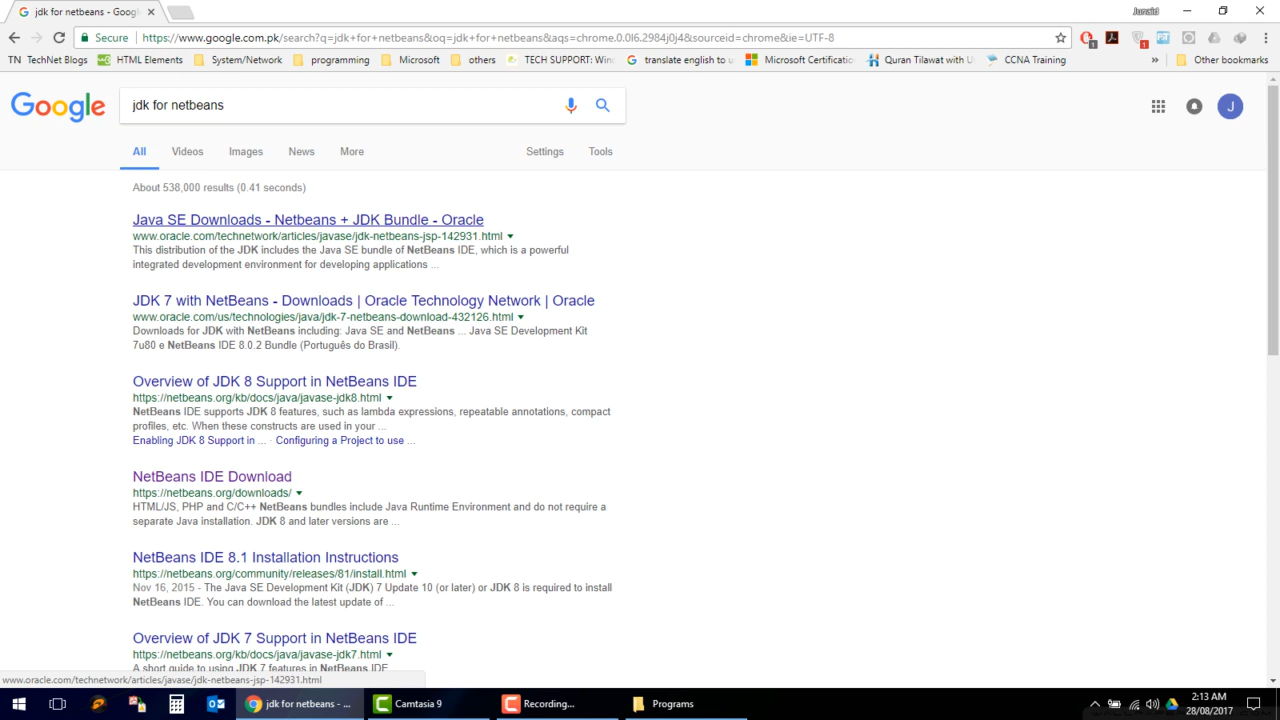 jdk for netbeans - Googl
Junaid
Secure
https://www.google.com.pk/search?q=jdk+for+netbeans&oq=jdk+for+netbeans&aqs=chrome.0.0l6.2984j0j4&sourceid=chrome&ie=UTF-8
TN TechNet Blogs HTML Elements System/Network programming Microsoft others TECH SUPPORT: Wind translate english to u Microsoft Certificatio Quran Tilawat with U CCNA Training » Other bookmarks
Google
jdk for netbeans
J
All Videos Images News More Settings Tools
About 538,000 results (0.41 seconds)
Java SE Downloads - Netbeans + JDK Bundle - Oracle
www.oracle.com/technetwork/articles/javase/jdk-netbeans-jsp-142931.html
This distribution of the JDK includes the Java SE bundle of NetBeans IDE, which is a powerful
integrated development environment for developing applications ...
JDK 7 with NetBeans - Downloads | Oracle Technology Network | Oracle
www.oracle.com/us/technologies/java/jdk-7-netbeans-download-432126.html
Downloads for JDK with NetBeans including: Java SE and NetBeans ... Java SE Development Kit
7u80 e NetBeans IDE 8.0.2 Bundle (Português do Brasil).
Overview of JDK 8 Support in NetBeans IDE
https://netbeans.org/kb/docs/java/javase-jdk8.html
NetBeans IDE supports JDK 8 features, such as lambda expressions, repeatable annotations, compact
profiles, etc. When these constructs are used in your ...
Enabling JDK 8 Support in ... · Configuring a Project to use ...
NetBeans IDE Download
https://netbeans.org/downloads/
HTML/JS, PHP and C/C++ NetBeans bundles include Java Runtime Environment and do not require a
separate Java installation. JDK 8 and later versions are ...
NetBeans IDE 8.1 Installation Instructions
https://netbeans.org/community/releases/81/install.html
Nov 16, 2015 - The Java SE Development Kit (JDK) 7 Update 10 (or later) or JDK 8 is required to install
NetBeans IDE. You can download the latest update of ...
Overview of JDK 7 Support in NetBeans IDE
https://netbeans.org/kb/docs/java/javase-jdk7.html
A short guide to using JDK 7 features in NetBeans IDE
www.oracle.com/technetwork/articles/javase/jdk-netbeans-jsp-142931.html
jdk for netbeans - ... Camtasia 9 Recording... Programs
2:13 AM
28/08/2017